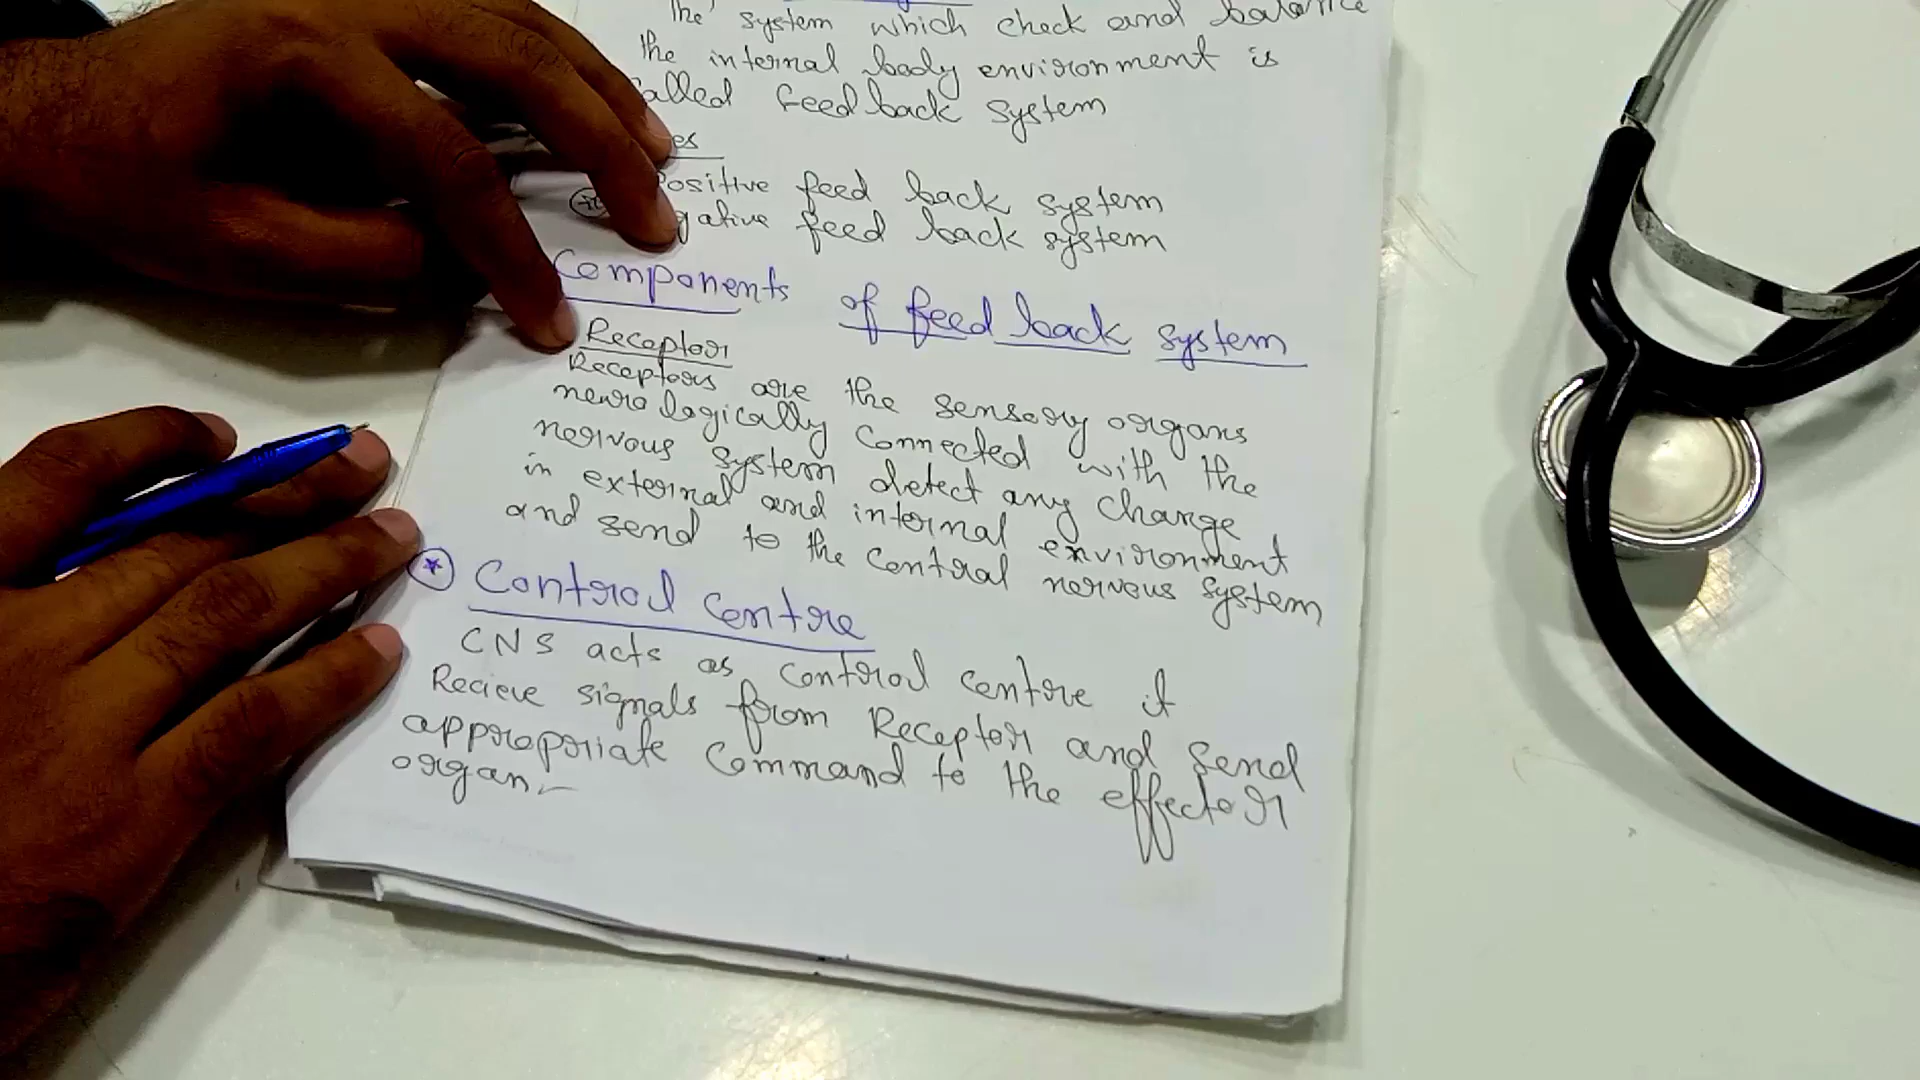 The system which check and balance
the internal body environment is
alled feed back system
es
ositive feed back system
gative feed back system
Components of feed back system
Receptor
Receptors are the sensory organs
neurologically connected with the
nervous system detect any change
in external and internal environment
and send to the central nervous system
Control centre
CNS acts as control centre it
Recieve signals from Receptor and send
appropriate Command to the effector
organ